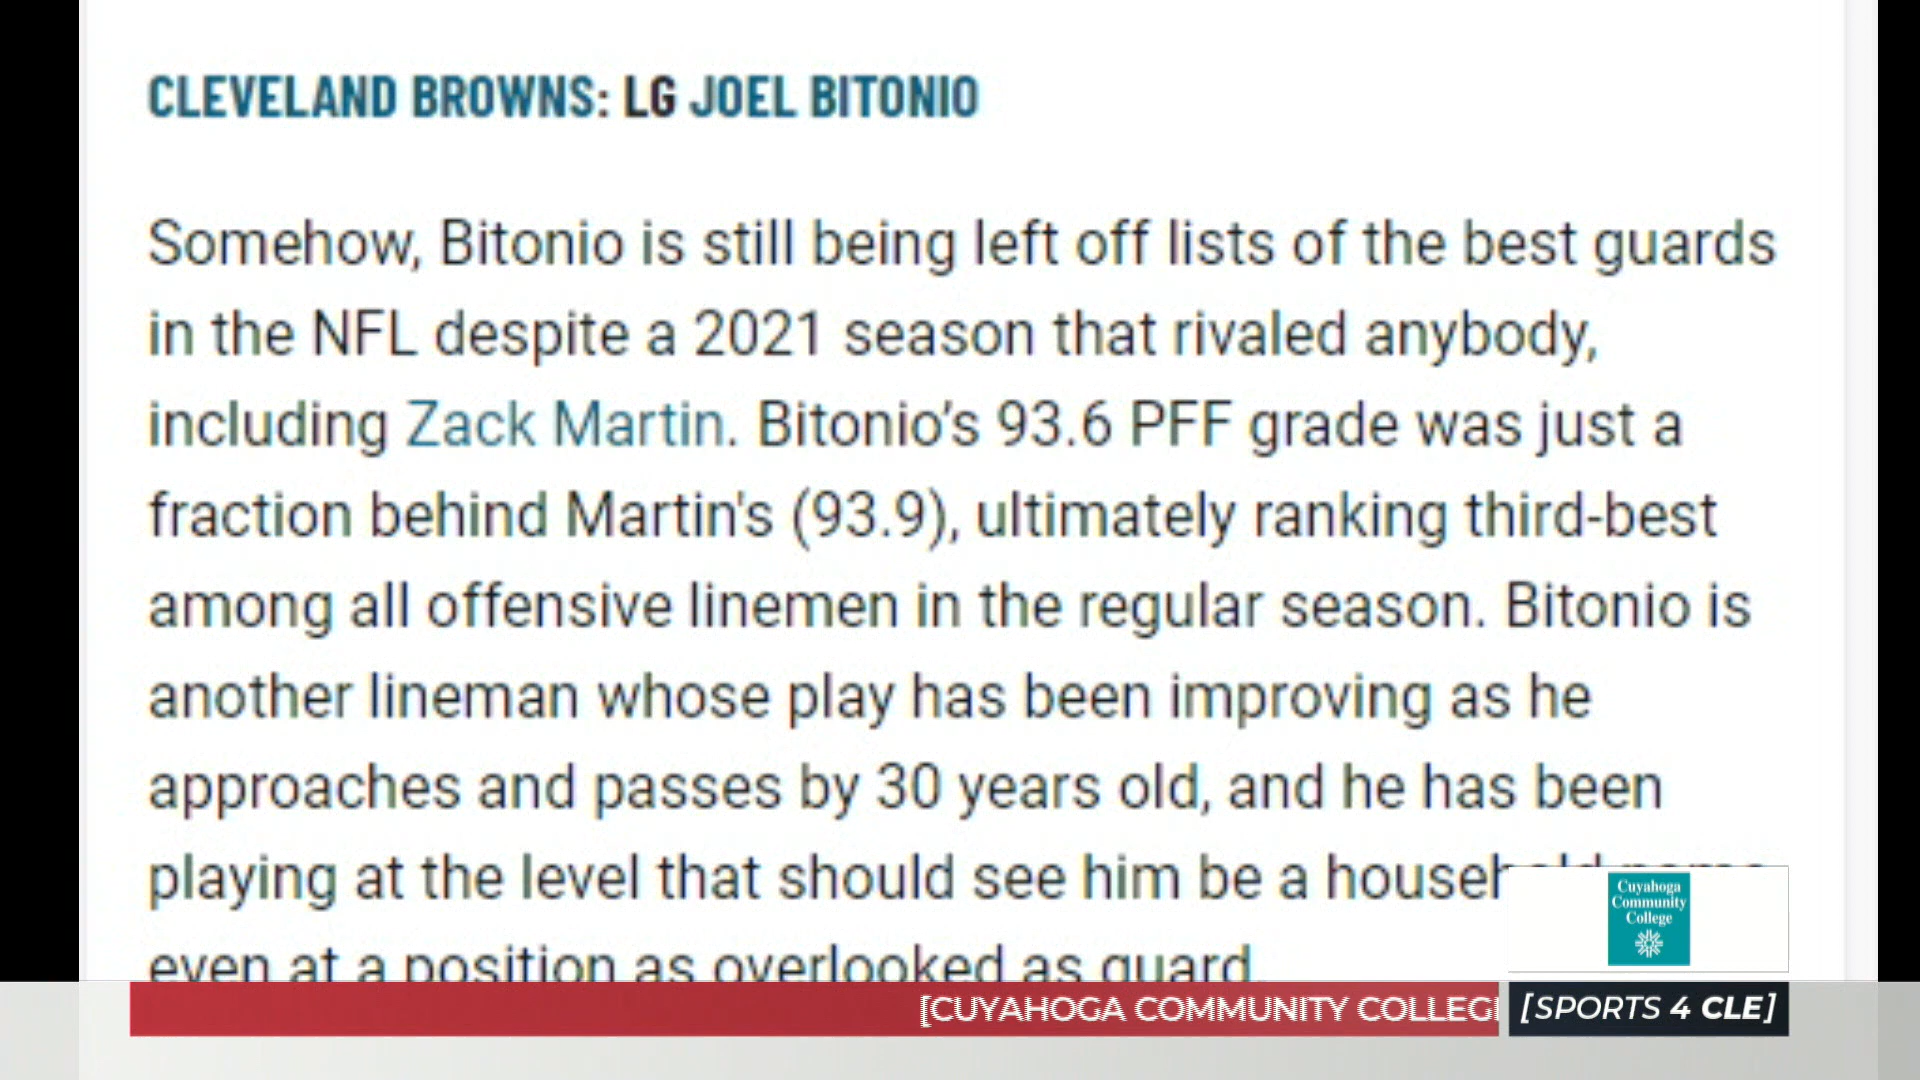 CLEVELAND BROWNS: LG JOEL BITONIO
Somehow, Bitonio is still being left off lists of the best guards
in the NFL despite a 2021 season that rivaled anybody,
including Zack Martin. Bitonio's 93.6 PFF grade was just a
fraction behind Martin's (93.9), ultimately ranking third-best
among all offensive linemen in the regular season. Bitonio is
another lineman whose play has been improving as he
approaches and passes by 30 years old, and he has been
playing at the level that should see him be a household name
even at a position as overlooked as guard.
Cuyahoga
Community
College
[CUYAHOGA COMMUNITY COLLEGE
[SPORTS 4 CLE]